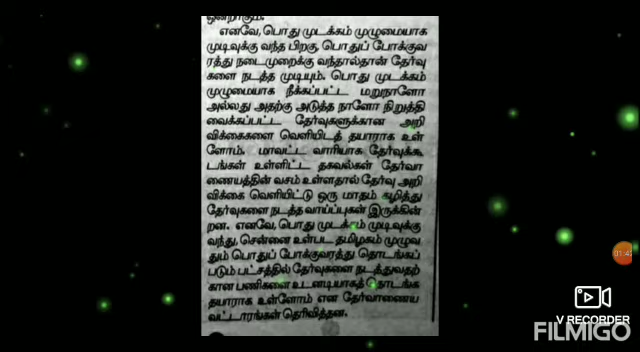 ஒன்றாகும்.
எனவே, பொது முடக்கம் முழுமையாக
முடிவுக்கு வந்த பிறகு, பொதுப் போக்குவ
ரத்து நடைமுறைக்கு வந்தால்தான் தேர்வு
களை நடத்த முடியும். பொது முடக்கம்
முழுமையாக நீக்கப்பட்ட மறுநாளோ
அல்லது அதற்கு அடுத்த நாளோ நிறுத்தி
வைக்கப்பட்ட தேர்வுகளுக்கான அறி
விக்கைகளை வெளியிடத் தயாராக உள்
ளோம். மாவட்ட வாரியாக தேர்வுக்கூ
டங்கள் உள்ளிட்ட தகவல்கள் தேர்வா
ணையத்தின் வசம் உள்ளதால் தேர்வு அறி
விக்கை வெளியிட்டு ஒரு மாதம் கழித்து
தேர்வுகளை நடத்த வாய்ப்புகள் இருக்கின்
றன. எனவே, பொது முடக்கம் முடிவுக்கு
வந்து, சென்னை உள்பட தமிழகம் முழுவ
தும் பொதுப் போக்குவரத்து தொடங்கப்
படும் பட்சத்தில் தேர்வுகளை நடத்துவதற்
கான பணிகளை உடனடியாகத் தொடங்க
தயாராக உள்ளோம் என தேர்வாணைய
வட்டாரங்கள் தெரிவித்தன.
V RECORDER
FILMIGO